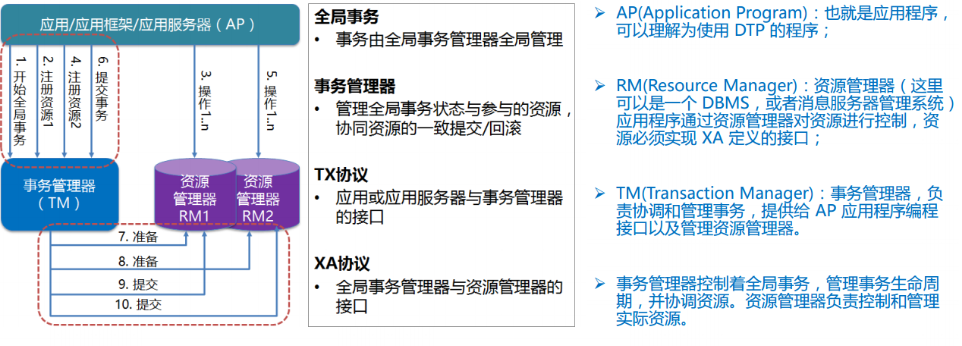 应用/应用框架/应用服务器（AP）
1. 开始全局事务
2. 注册资源1
4. 注册资源2
6. 提交事务
3. 操作1..n
5. 操作1..n
事务管理器
（TM）
资源
管理器
RM1
资源
管理器
RM2
7. 准备
8. 准备
9. 提交
10. 提交
全局事务
• 事务由全局事务管理器全局管理
事务管理器
• 管理全局事务状态与参与的资源，
协同资源的一致提交/回滚
TX协议
• 应用或应用服务器与事务管理器
的接口
XA协议
• 全局事务管理器与资源管理器的
接口
➢ AP(Application Program)：也就是应用程序，
可以理解为使用 DTP 的程序；
➢ RM(Resource Manager)：资源管理器（这里
可以是一个 DBMS，或者消息服务器管理系统）
应用程序通过资源管理器对资源进行控制，资
源必须实现 XA 定义的接口；
➢ TM(Transaction Manager)：事务管理器，负
责协调和管理事务，提供给 AP 应用程序编程
接口以及管理资源管理器。
➢ 事务管理器控制着全局事务，管理事务生命周
期，并协调资源。资源管理器负责控制和管理
实际资源。